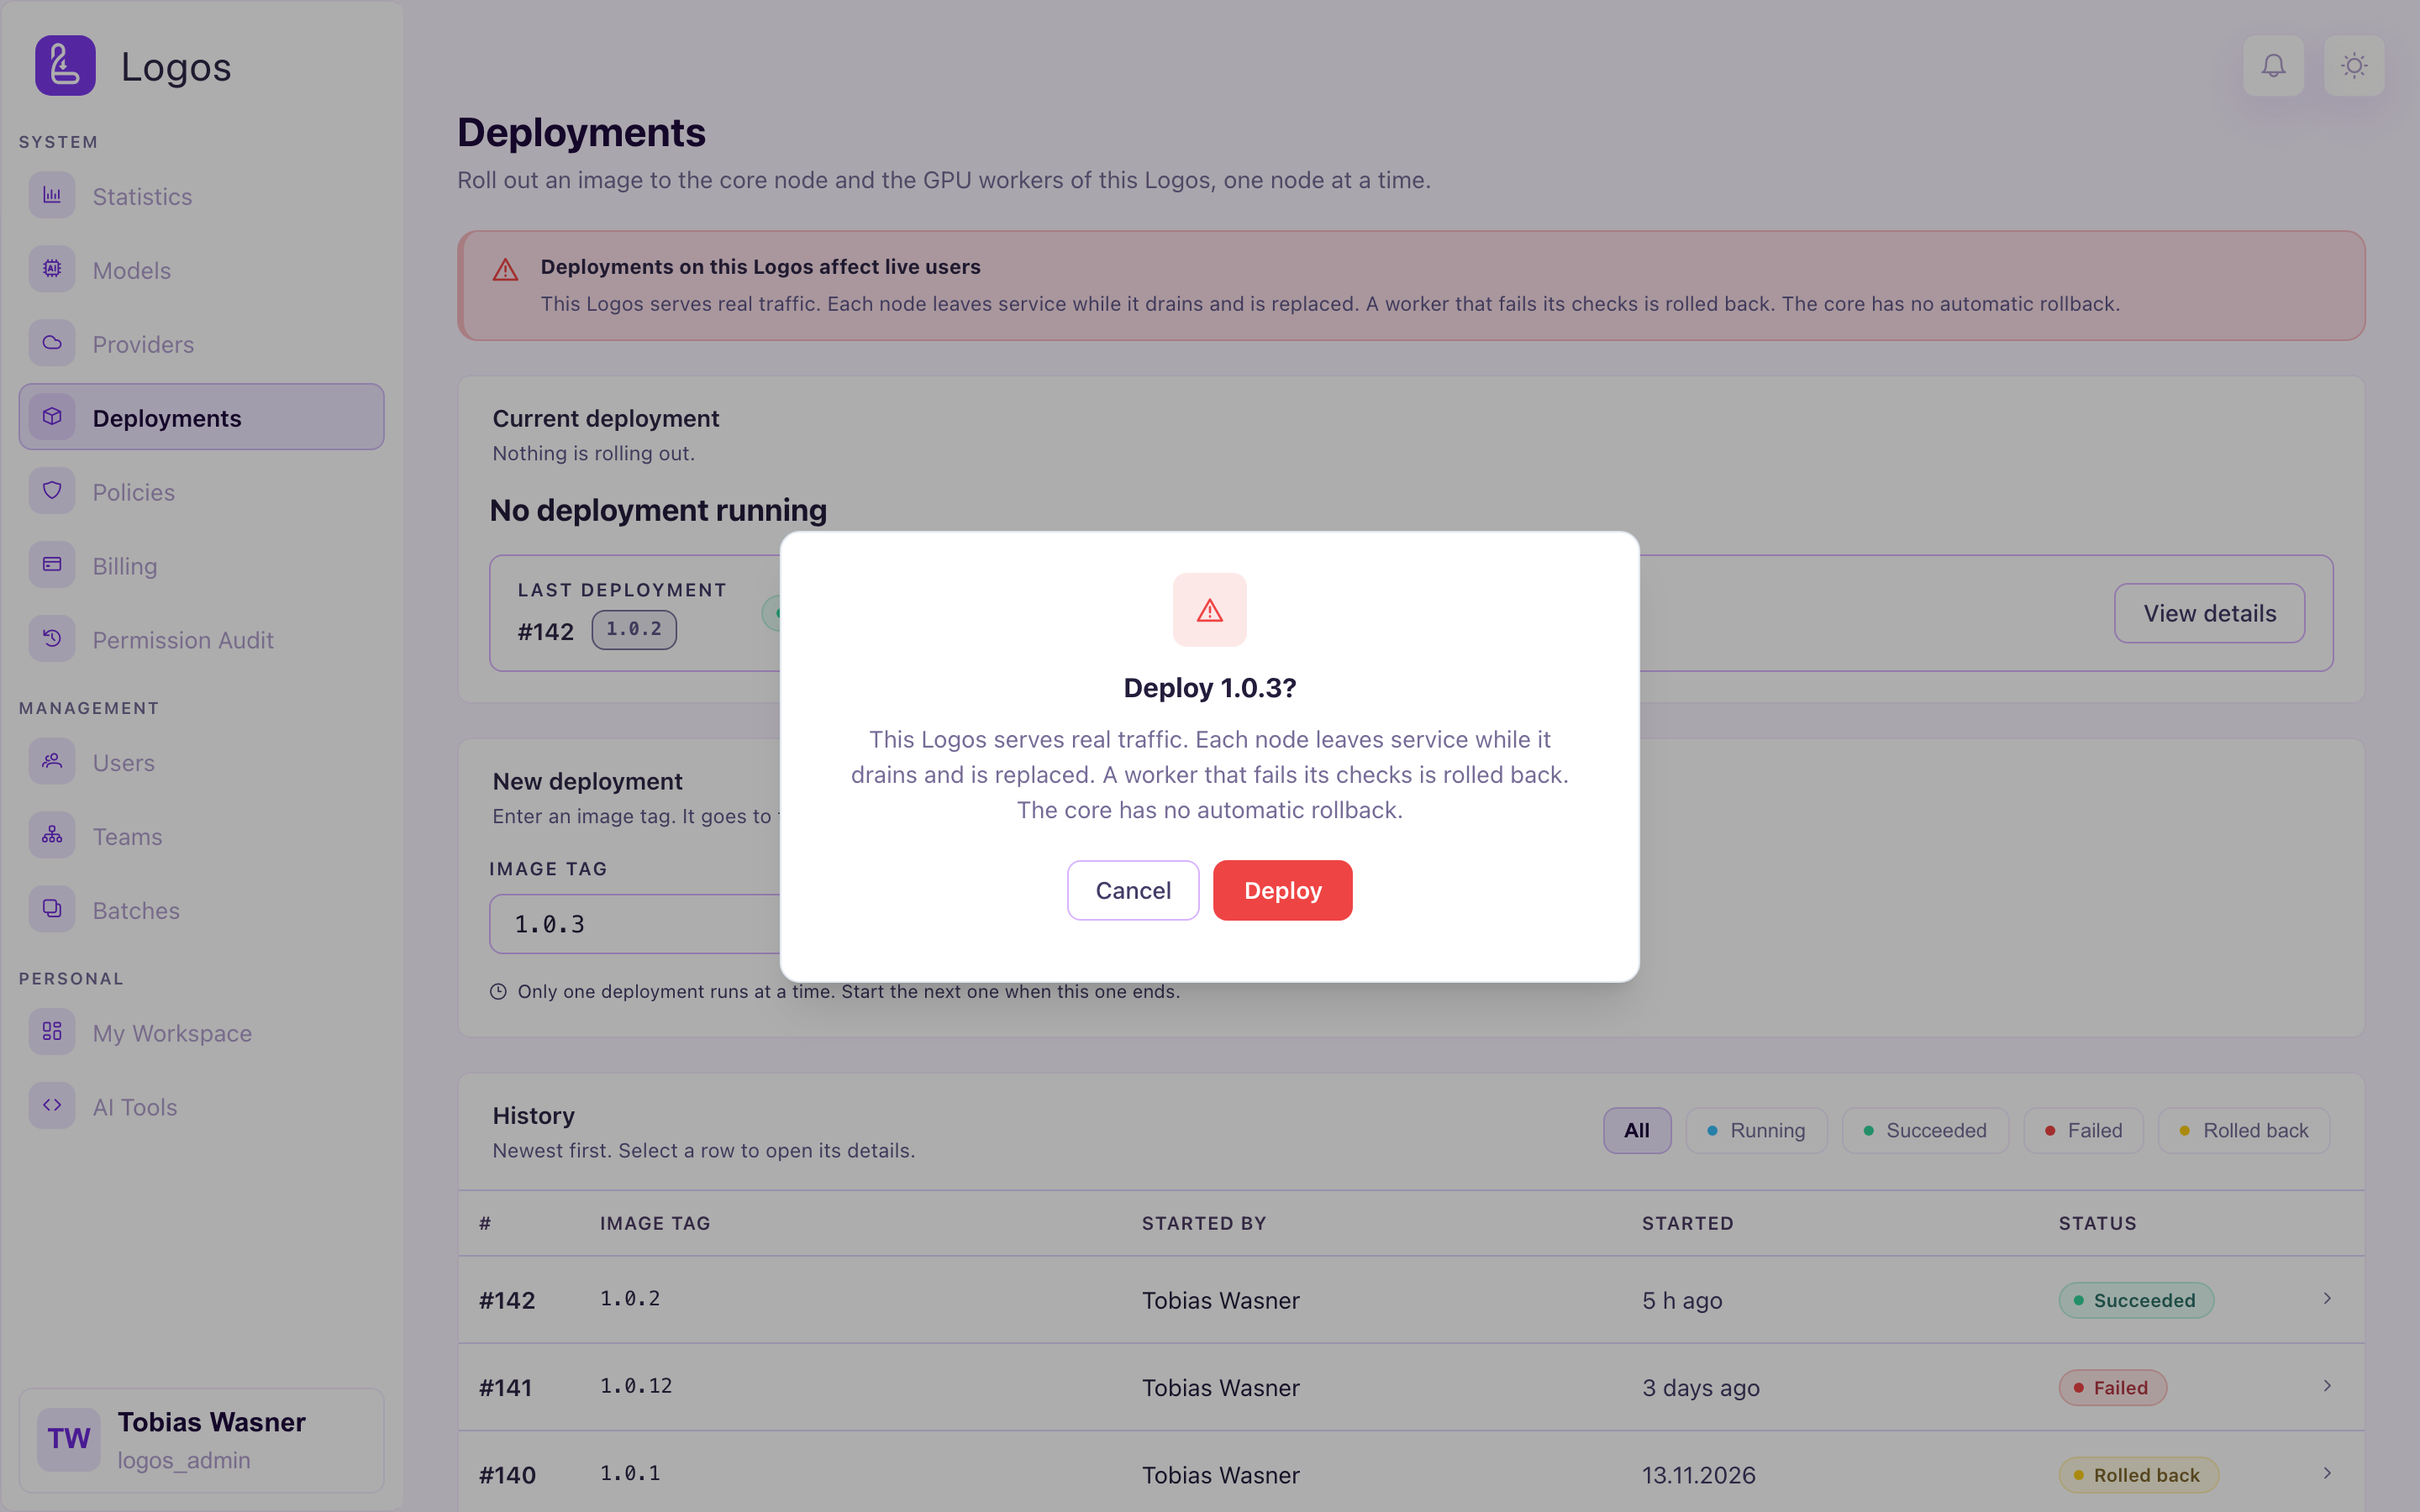 Logos
SYSTEM
Statistics
Models
Providers
Deployments
Policies
Billing
Permission Audit
MANAGEMENT
Users
Teams
Batches
PERSONAL
My Workspace
AI Tools
TW
Tobias Wasner
logos_admin
Deployments
Roll out an image to the core node and the GPU workers of this Logos, one node at a time.
Deployments on this Logos affect live users
This Logos serves real traffic. Each node leaves service while it drains and is replaced. A worker that fails its checks is rolled back. The core has no automatic rollback.
Current deployment
Nothing is rolling out.
No deployment running
LAST DEPLOYMENT
#142 1.0.2
View details
New deployment
Enter an image tag. It goes to
IMAGE TAG
1.0.3
Only one deployment runs at a time. Start the next one when this one ends.
Deploy 1.0.3?
This Logos serves real traffic. Each node leaves service while it
drains and is replaced. A worker that fails its checks is rolled back.
The core has no automatic rollback.
Cancel Deploy
History
Newest first. Select a row to open its details.
All Running Succeeded Failed Rolled back
# IMAGE TAG STARTED BY STARTED STATUS
#142 1.0.2 Tobias Wasner 5 h ago Succeeded
#141 1.0.12 Tobias Wasner 3 days ago Failed
#140 1.0.1 Tobias Wasner 13.11.2026 Rolled back